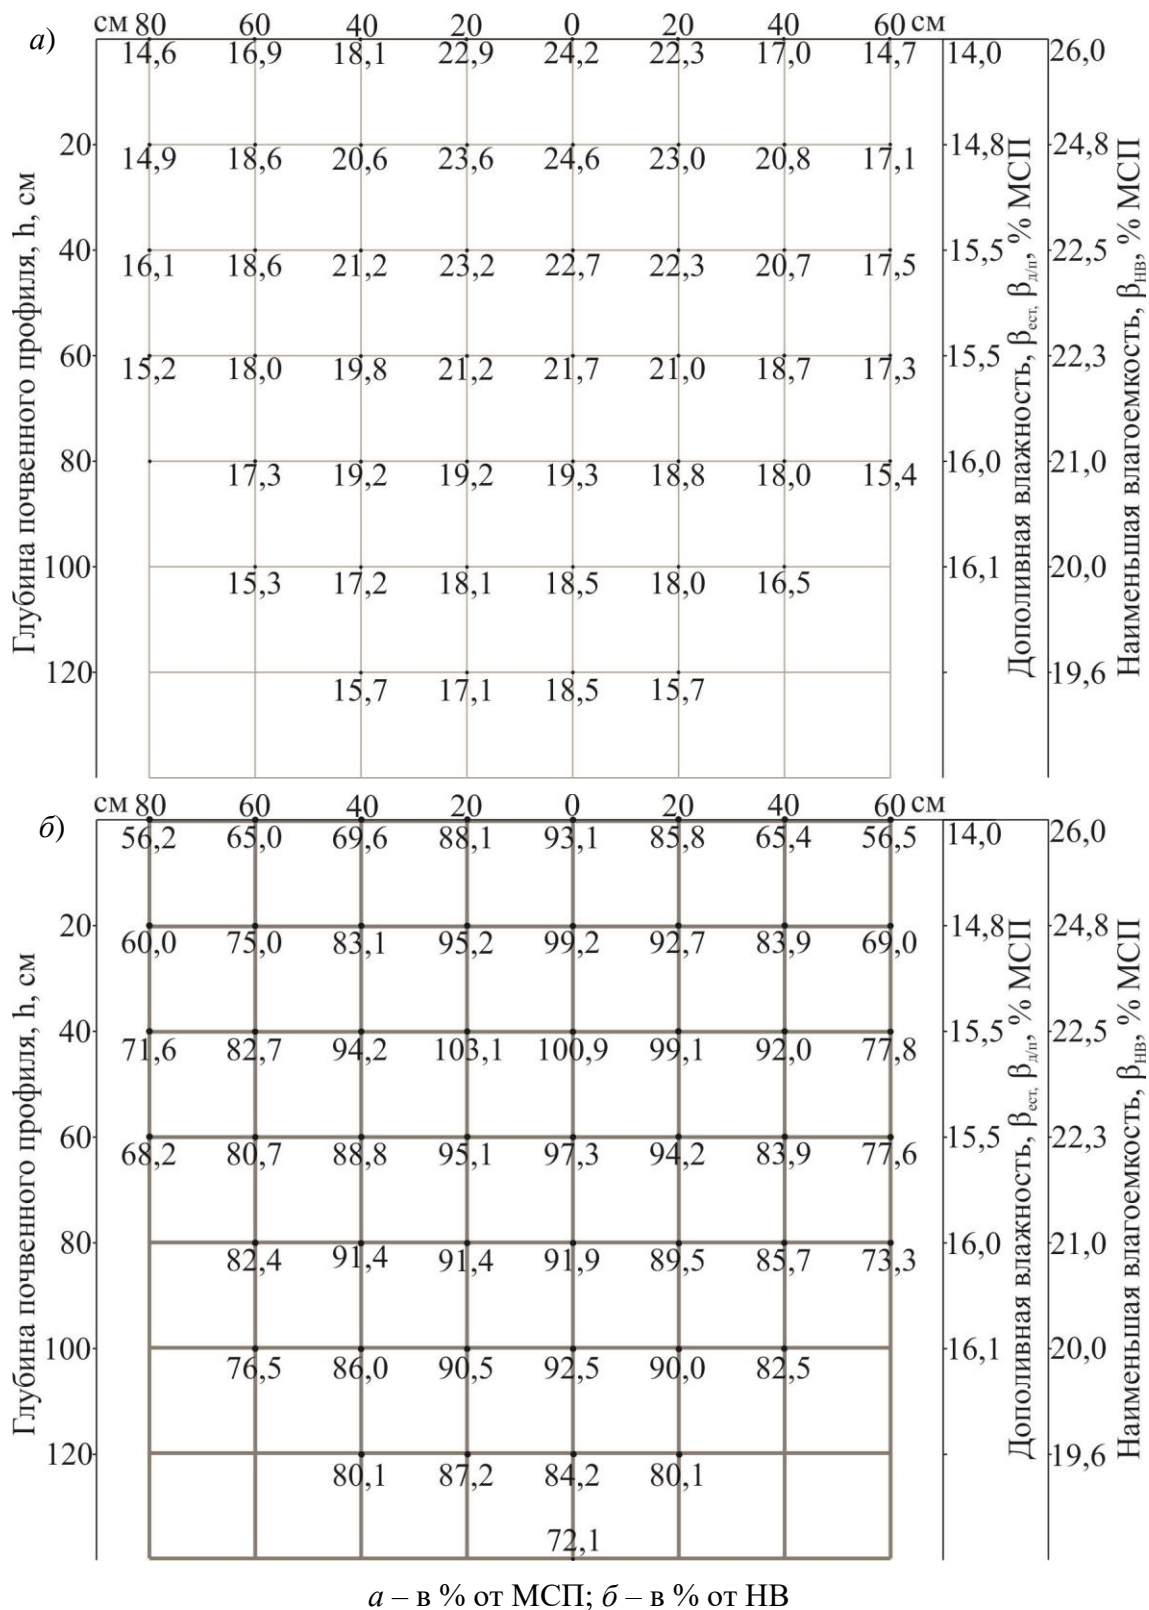 а)
см 80 60 40 20 0 20 40 60 см
14,6 16,9 18,1 22,9 24,2 22,3 17,0 14,7 14,0 26,0
20 14,9 18,6 20,6 23,6 24,6 23,0 20,8 17,1 14,8 24,8
40 16,1 18,6 21,2 23,2 22,7 22,3 20,7 17,5 15,5 22,5
60 15,2 18,0 19,8 21,2 21,7 21,0 18,7 17,3 15,5 22,3
80 17,3 19,2 19,2 19,3 18,8 18,0 15,4 16,0 21,0
100 15,3 17,2 18,1 18,5 18,0 16,5 16,1 20,0
120 15,7 17,1 18,5 15,7 19,6
Глубина почвенного профиля, h, см
Дополивная влажность, βест, βд/п, % МСП
Наименьшая влагоемкость, βНВ, % МСП
б)
см 80 60 40 20 0 20 40 60 см
56,2 65,0 69,6 88,1 93,1 85,8 65,4 56,5 14,0 26,0
20 60,0 75,0 83,1 95,2 99,2 92,7 83,9 69,0 14,8 24,8
40 71,6 82,7 94,2 103,1 100,9 99,1 92,0 77,8 15,5 22,5
60 68,2 80,7 88,8 95,1 97,3 94,2 83,9 77,6 15,5 22,3
80 82,4 91,4 91,4 91,9 89,5 85,7 73,3 16,0 21,0
100 76,5 86,0 90,5 92,5 90,0 82,5 16,1 20,0
120 80,1 87,2 84,2 80,1 19,6
72,1
Глубина почвенного профиля, h, см
Дополивная влажность, βест, βд/п, % МСП
Наименьшая влагоемкость, βНВ, % МСП
а – в % от МСП; б – в % от НВ